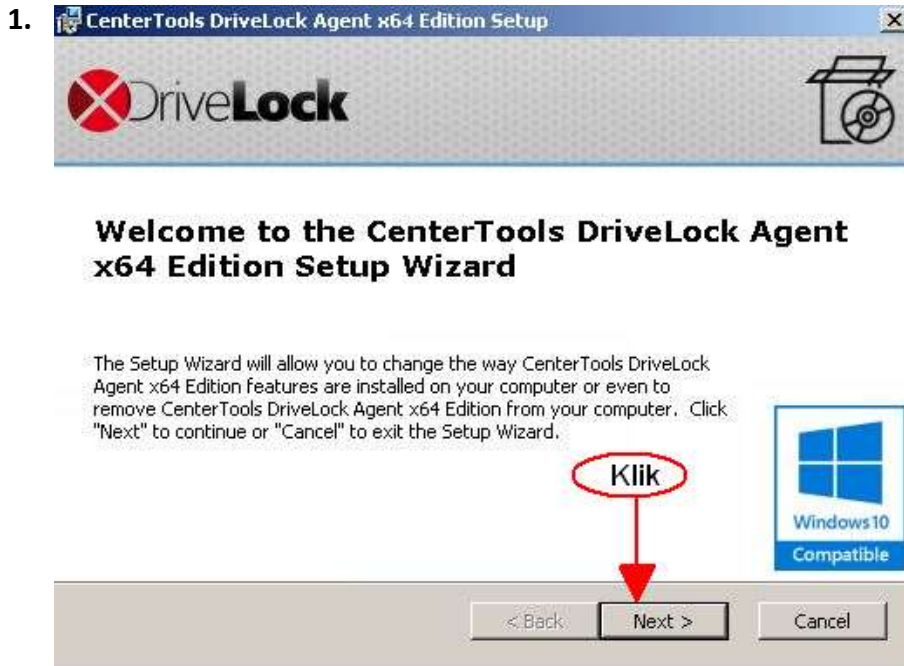 1.
CenterTools DriveLock Agent x64 Edition Setup
DriveLock
Welcome to the CenterTools DriveLock Agent
x64 Edition Setup Wizard
The Setup Wizard will allow you to change the way CenterTools DriveLock
Agent x64 Edition features are installed on your computer or even to
remove CenterTools DriveLock Agent x64 Edition from your computer. Click
"Next" to continue or "Cancel" to exit the Setup Wizard.
Klik
Windows 10
Compatible
< Back
Next >
Cancel